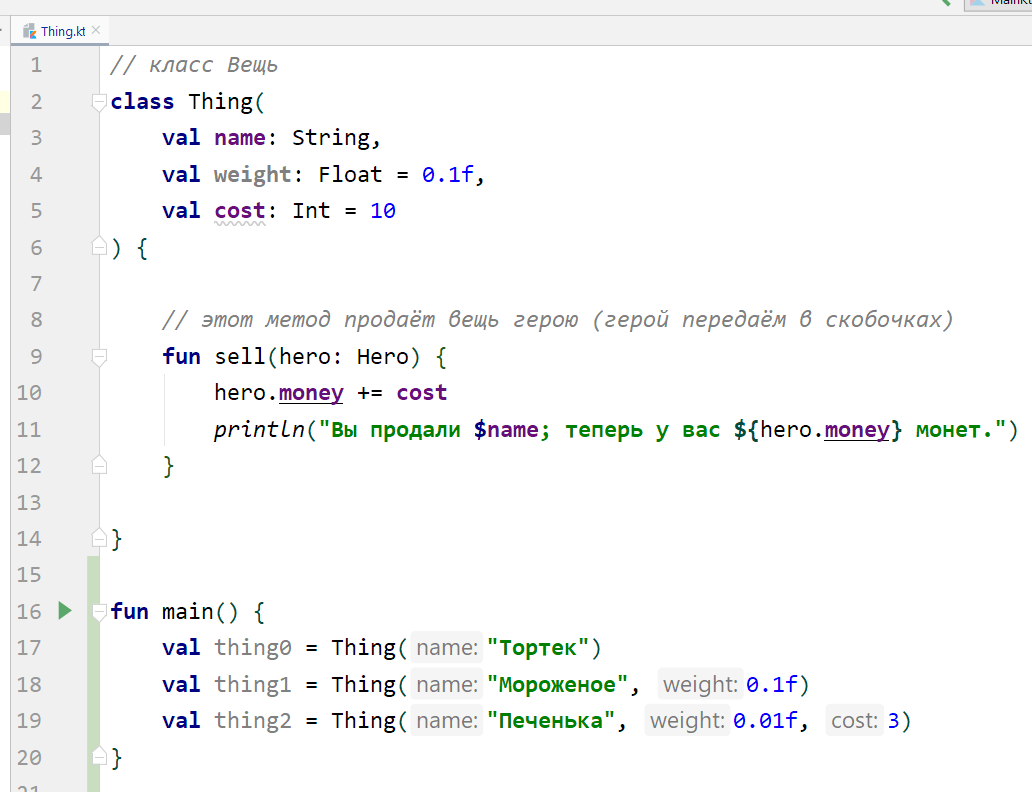 MainKt
Thing.kt
1 // класс Вещь
2 class Thing(
3 val name: String,
4 val weight: Float = 0.1f,
5 val cost: Int = 10
6 ) {
7
8 // этот метод продаёт вещь герою (герой передаём в скобочках)
9 fun sell(hero: Hero) {
10 hero.money += cost
11 println("Вы продали $name; теперь у вас ${hero.money} монет.")
12 }
13
14 }
15
16 fun main() {
17 val thing0 = Thing( name: "Тортек")
18 val thing1 = Thing( name: "Мороженое", weight: 0.1f)
19 val thing2 = Thing( name: "Печенька", weight: 0.01f, cost: 3)
20 }
21